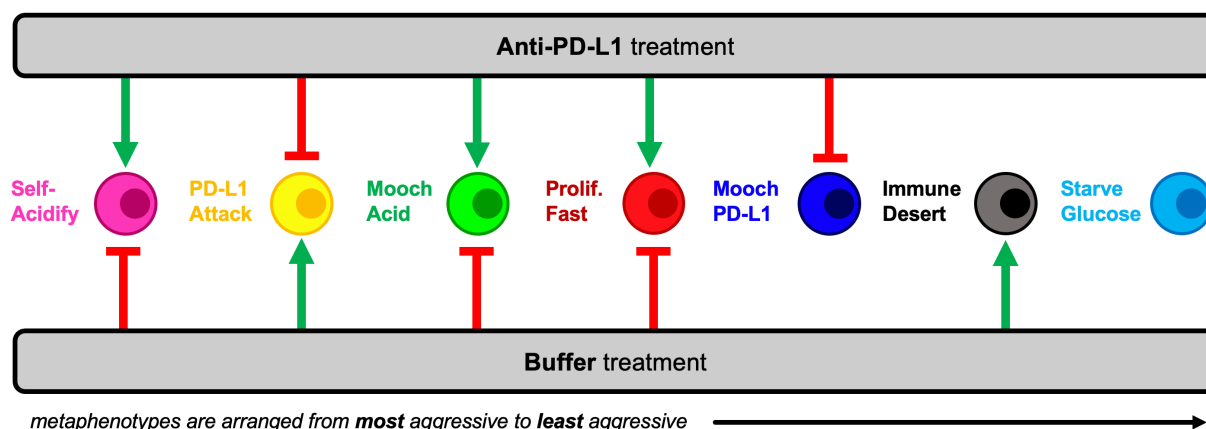 Anti-PD-L1 treatment
Self-
Acidify
PD-L1
Attack
Mooch
Acid
Prolif.
Fast
Mooch
PD-L1
Immune
Desert
Starve
Glucose
Buffer treatment
metaphenotypes are arranged from most aggressive to least aggressive